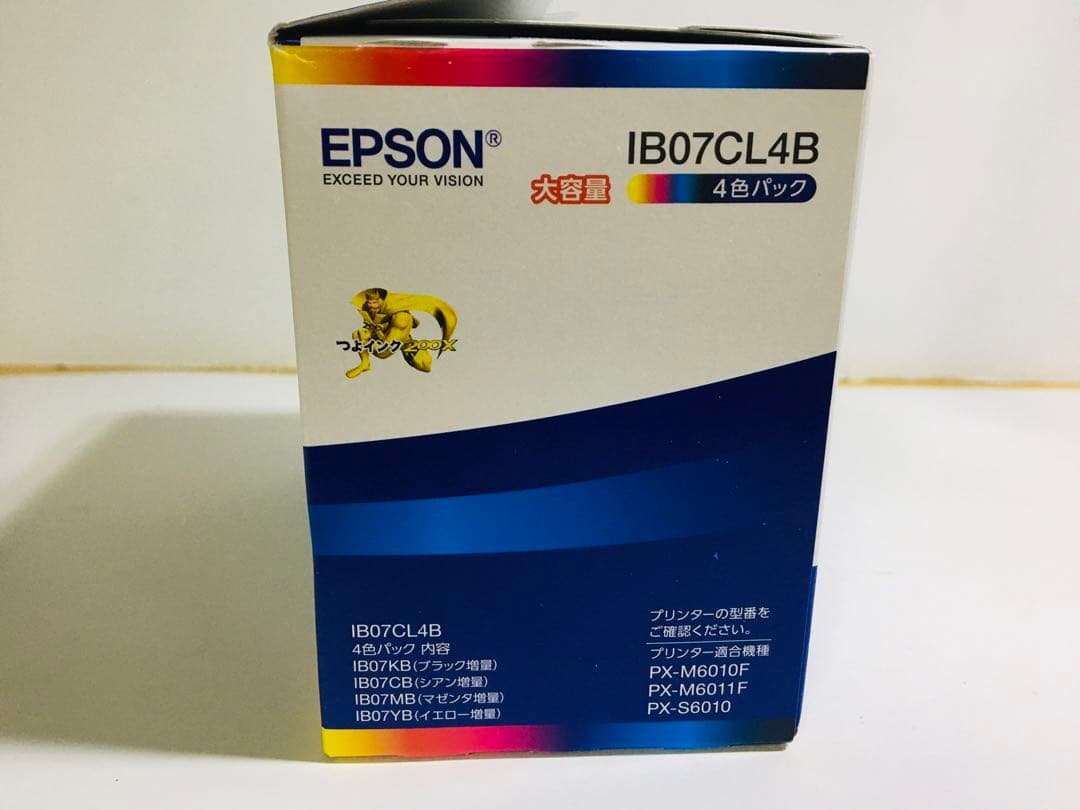 EPSON®
EXCEED YOUR VISION
IB07CL4B
大容量
4色パック
つよインク200X
IB07CL4B
4色パック 内容
IB07KB(ブラック増量)
IB07CB(シアン増量)
IB07MB(マゼンタ増量)
IB07YB(イエロー増量)
プリンターの型番を
ご確認ください。
プリンター適合機種
PX-M6010F
PX-M6011F
PX-S6010